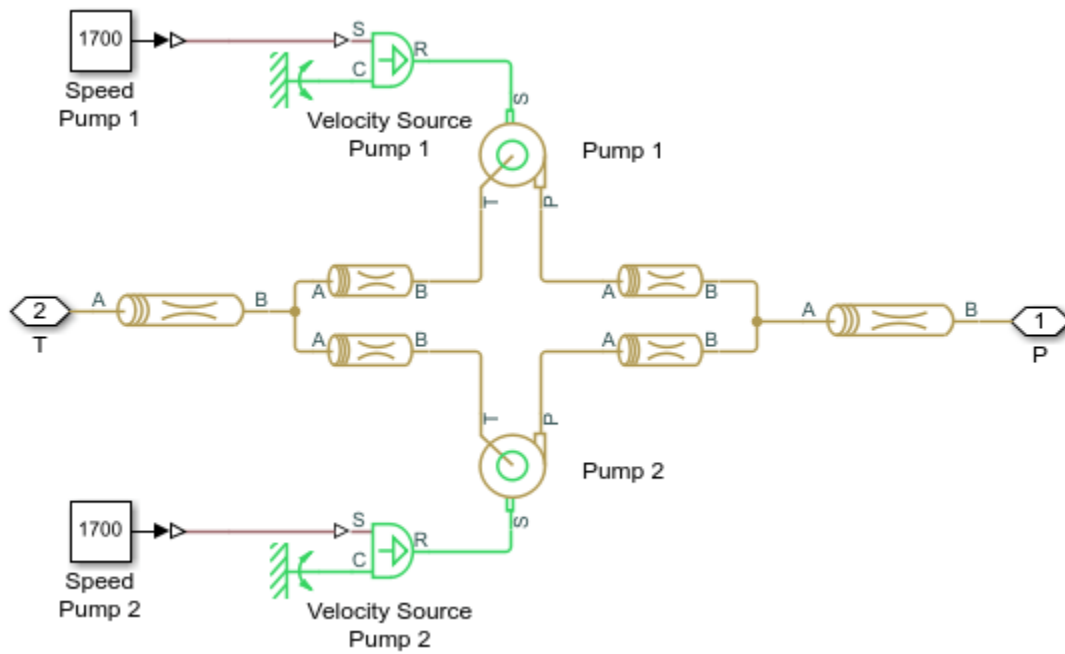 1700
Speed
Pump 1
S
C
R
Velocity Source
Pump 1
S
Pump 1
T
P
A
B
A
B
2
T
A
B
A
B
1
P
A
B
A
B
T
P
Pump 2
1700
Speed
Pump 2
S
C
R
S
Velocity Source
Pump 2